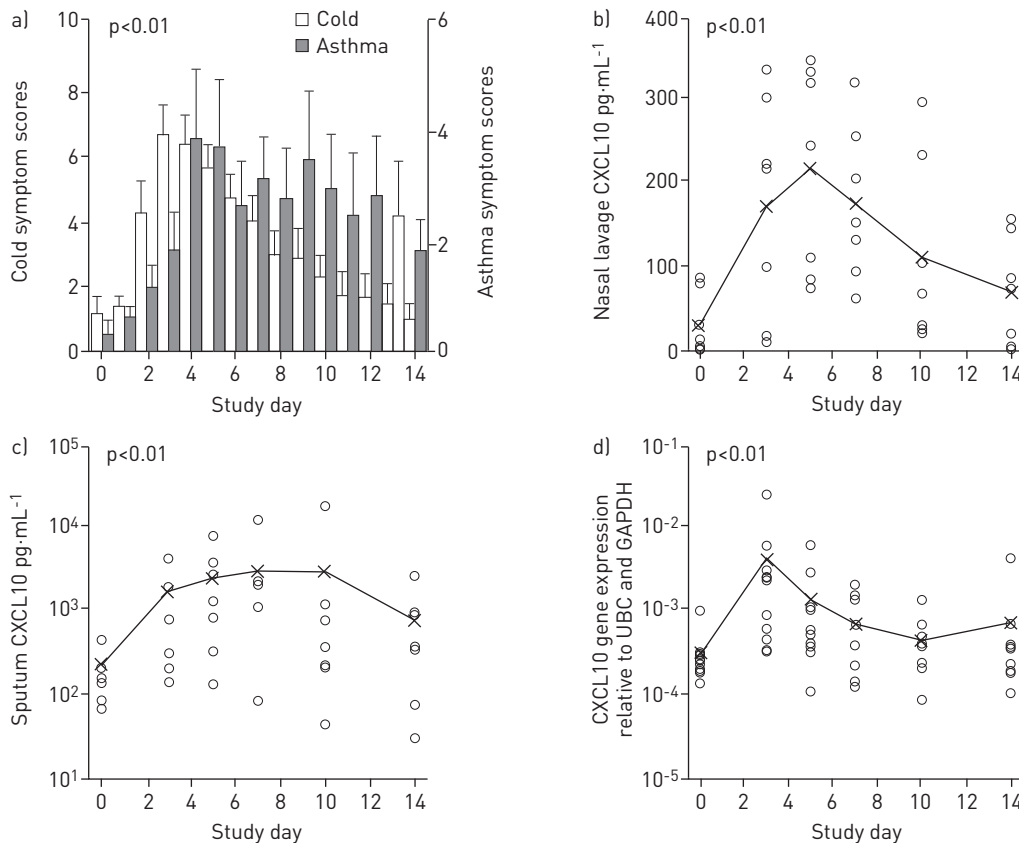 a)
p<0.01
Cold
Asthma
Cold symptom scores
10
8
6
4
2
0
Asthma symptom scores
6
4
2
0
0 2 4 6 8 10 12 14
Study day
b)
p<0.01
Nasal lavage CXCL10 pg·mL⁻¹
400
300
200
100
0
0 2 4 6 8 10 12 14
Study day
c)
p<0.01
Sputum CXCL10 pg·mL⁻¹
10⁵
10⁴
10³
10²
10¹
0 2 4 6 8 10 12 14
Study day
d)
p<0.01
CXCL10 gene expression
relative to UBC and GAPDH
10⁻¹
10⁻²
10⁻³
10⁻⁴
10⁻⁵
0 2 4 6 8 10 12 14
Study day